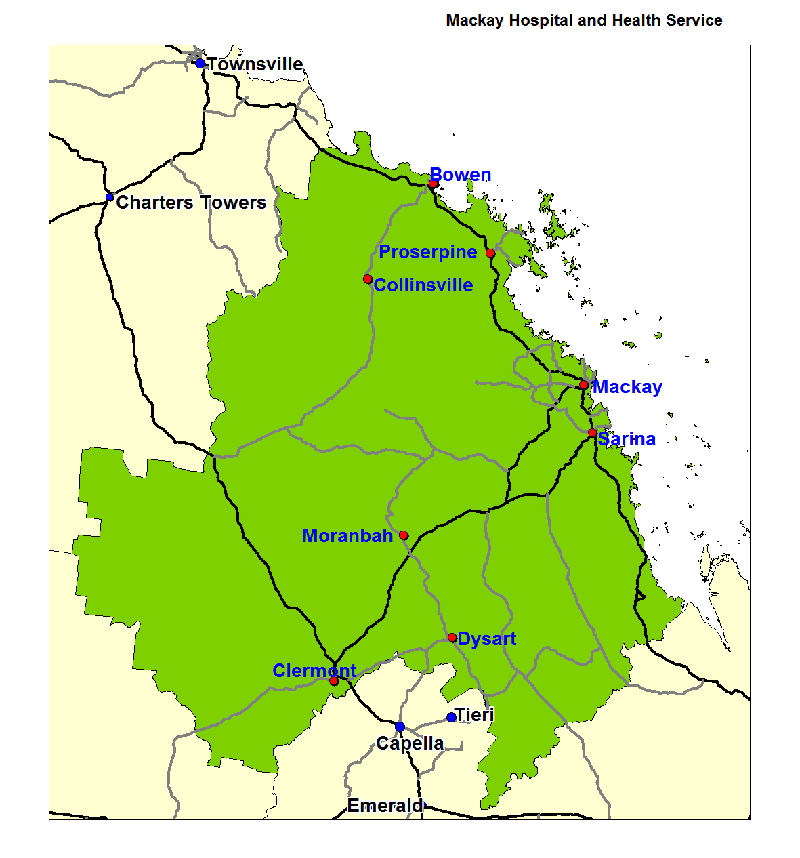 Mackay Hospital and Health Service
Townsville
Bowen
Charters Towers
Proserpine
Collinsville
Mackay
Sarina
Moranbah
Dysart
Clermont
Tieri
Capella
Emerald